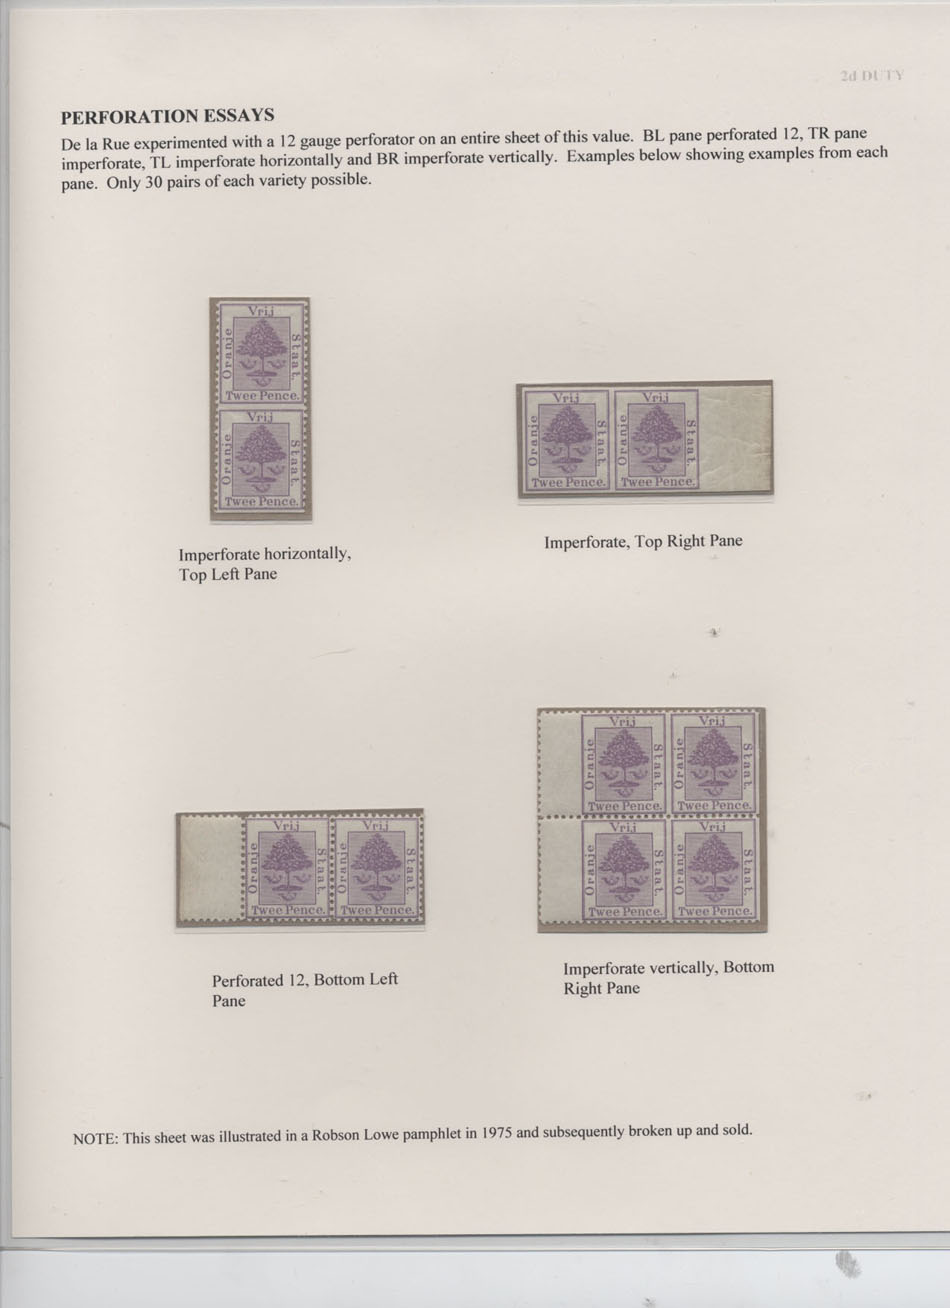 2d DUTY
PERFORATION ESSAYS
De la Rue experimented with a 12 gauge perforator on an entire sheet of this value. BL pane perforated 12, TR pane
imperforate, TL imperforate horizontally and BR imperforate vertically. Examples below showing examples from each
pane. Only 30 pairs of each variety possible.
Vrij
Oranje
Staat.
Twee Pence.
Vrij
Oranje
Staat.
Twee Pence.
Imperforate horizontally,
Top Left Pane
Vrij
Oranje
Staat.
Twee Pence.
Vrij
Oranje
Staat.
Twee Pence.
Imperforate, Top Right Pane
Vrij
Oranje
Staat.
Twee Pence.
Vrij
Oranje
Staat.
Twee Pence.
Perforated 12, Bottom Left
Pane
Vrij
Oranje
Staat.
Twee Pence.
Vrij
Oranje
Staat.
Twee Pence.
Vrij
Oranje
Staat.
Twee Pence.
Vrij
Oranje
Staat.
Twee Pence.
Imperforate vertically, Bottom
Right Pane
NOTE: This sheet was illustrated in a Robson Lowe pamphlet in 1975 and subsequently broken up and sold.